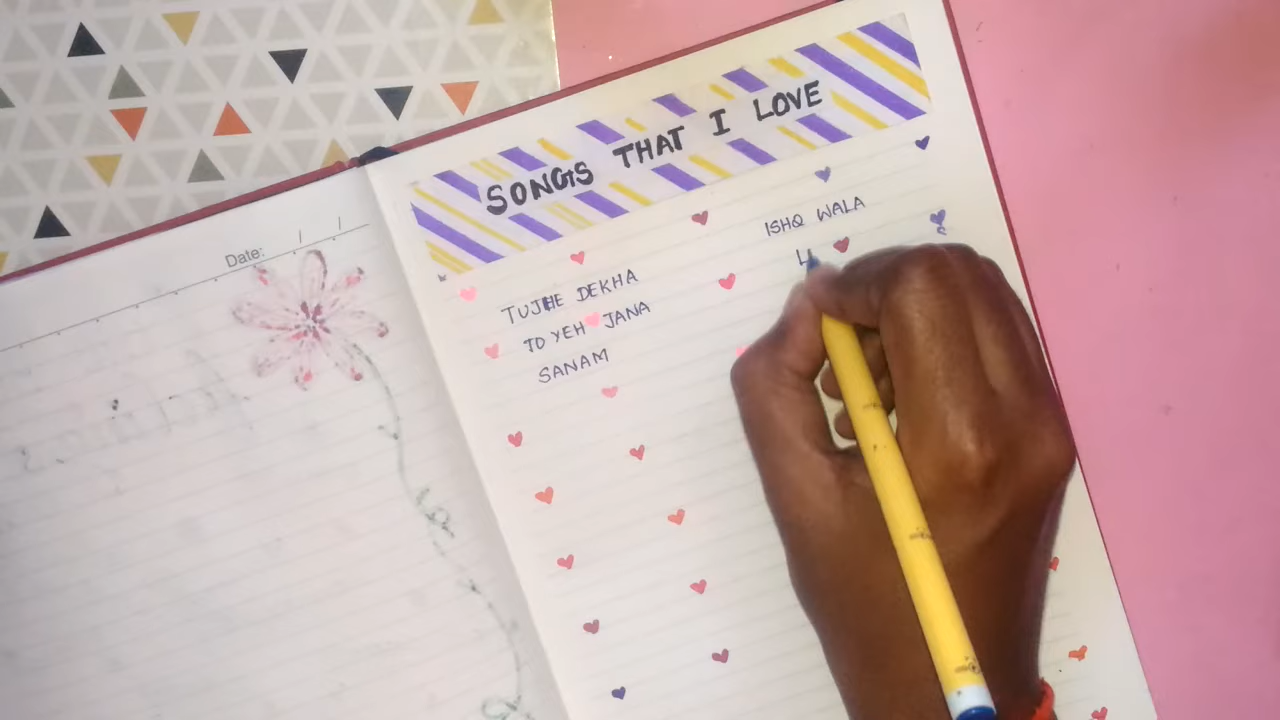 SONGS THAT I LOVE
Date:
TUJHE DEKHA
TO YEH JANA
SANAM
ISHQ WALA